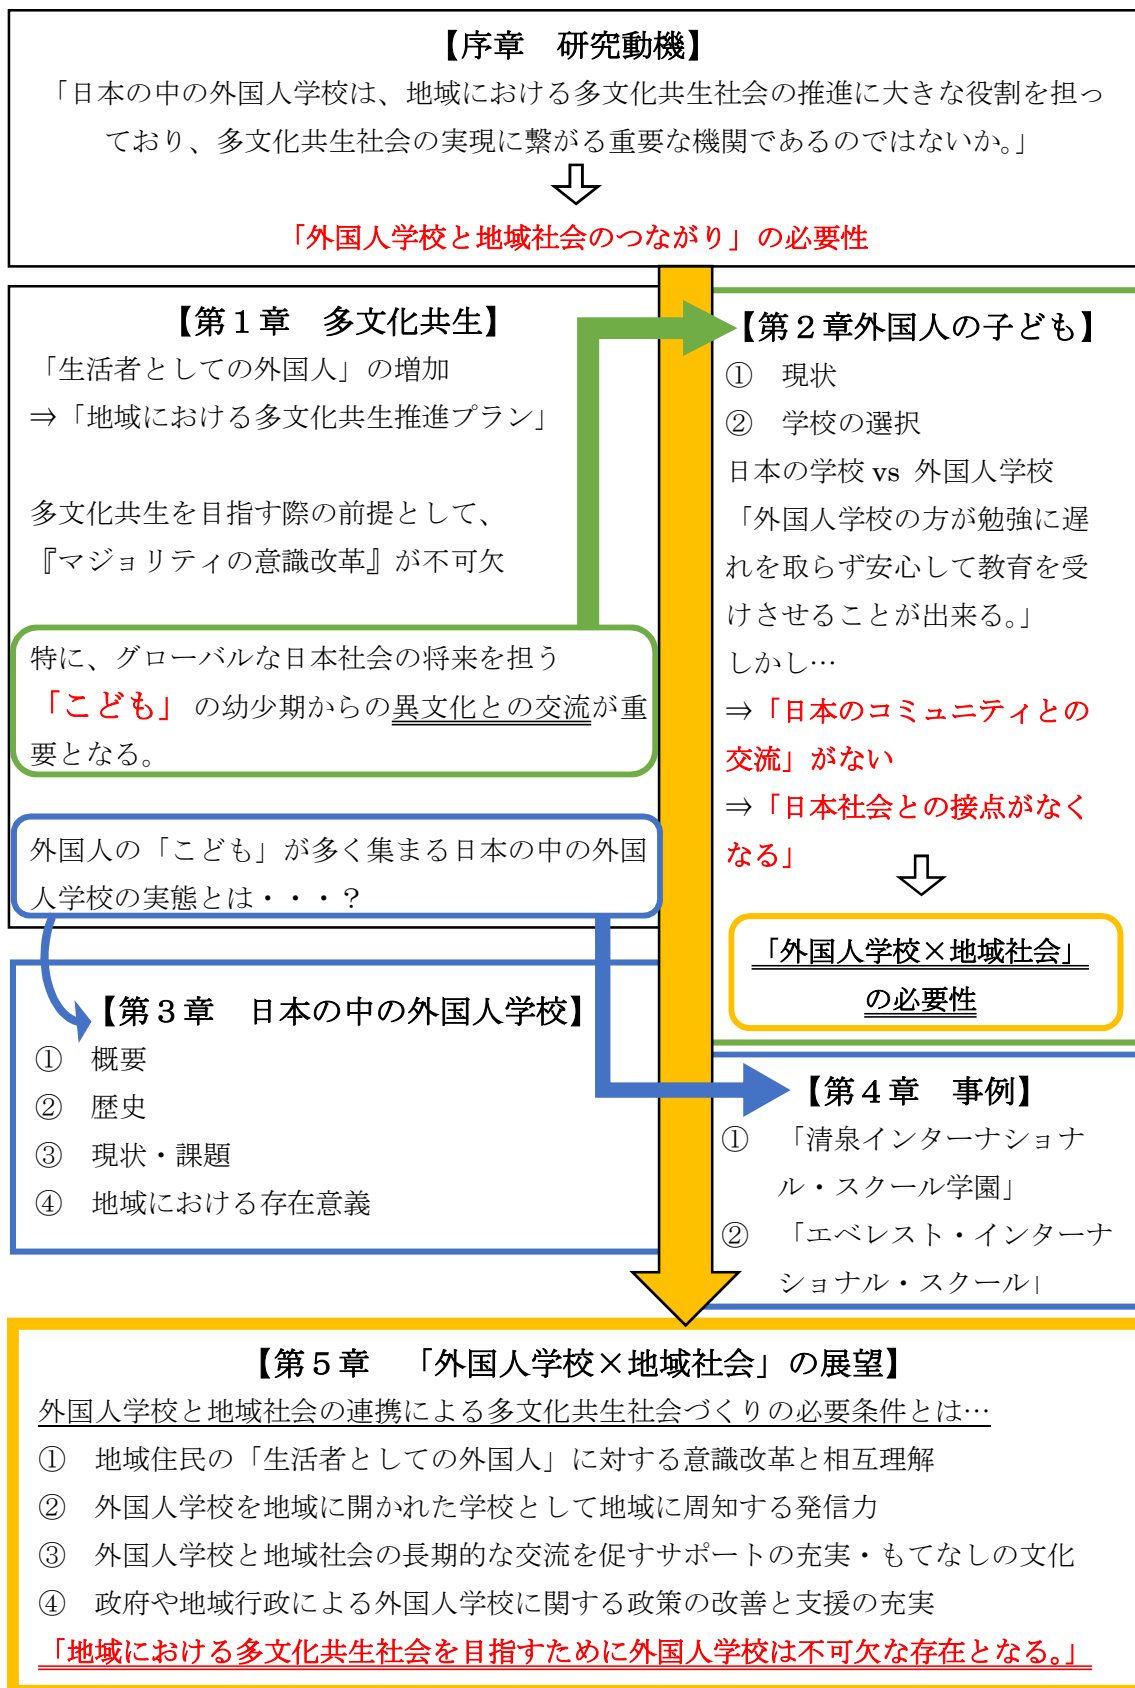 【序章　研究動機】
「日本の中の外国人学校は、地域における多文化共生社会の推進に大きな役割を担っ
ており、多文化共生社会の実現に繋がる重要な機関であるのではないか。」
「外国人学校と地域社会のつながり」の必要性
【第１章　多文化共生】
「生活者としての外国人」の増加
⇒「地域における多文化共生推進プラン」
多文化共生を目指す際の前提として、
『マジョリティの意識改革』が不可欠
特に、グローバルな日本社会の将来を担う
「こども」の幼少期からの異文化との交流が重
要となる。
外国人の「こども」が多く集まる日本の中の外国
人学校の実態とは・・・？
【第２章外国人の子ども】
①　現状
②　学校の選択
日本の学校 vs 外国人学校
「外国人学校の方が勉強に遅
れを取らず安心して教育を受
けさせることが出来る。」
しかし…
⇒「日本のコミュニティとの
交流」がない
⇒「日本社会との接点がなく
なる」
「外国人学校×地域社会」
の必要性
【第３章　日本の中の外国人学校】
①　概要
②　歴史
③　現状・課題
④　地域における存在意義
【第４章　事例】
①　「清泉インターナショナ
ル・スクール学園」
②　「エベレスト・インターナ
ショナル・スクール」
【第５章　「外国人学校×地域社会」の展望】
外国人学校と地域社会の連携による多文化共生社会づくりの必要条件とは…
①　地域住民の「生活者としての外国人」に対する意識改革と相互理解
②　外国人学校を地域に開かれた学校として地域に周知する発信力
③　外国人学校と地域社会の長期的な交流を促すサポートの充実・もてなしの文化
④　政府や地域行政による外国人学校に関する政策の改善と支援の充実
「地域における多文化共生社会を目指すために外国人学校は不可欠な存在となる。」